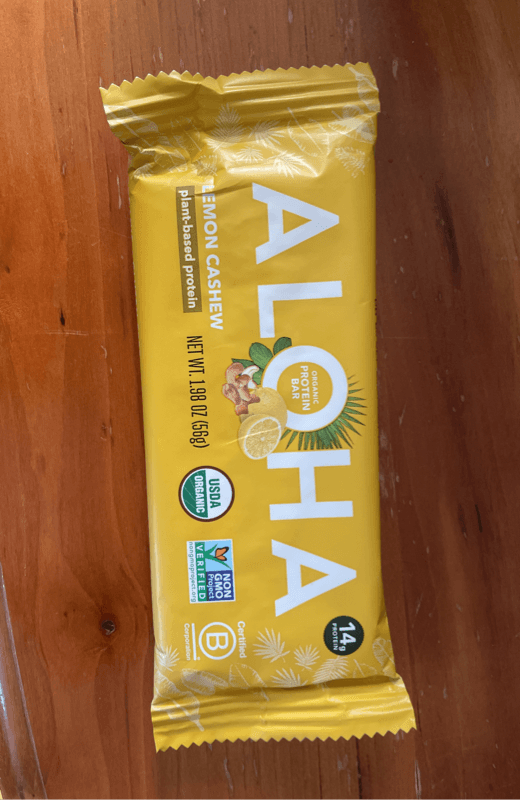 ALOHA
ORGANIC
PROTEIN
BAR
14g
PROTEIN
LEMON CASHEW
plant-based protein
NET WT. 1.98 OZ (56g)
USDA
ORGANIC
NON
GMO
Project
VERIFIED
nongmoproject.org
Certified
B
Corporation